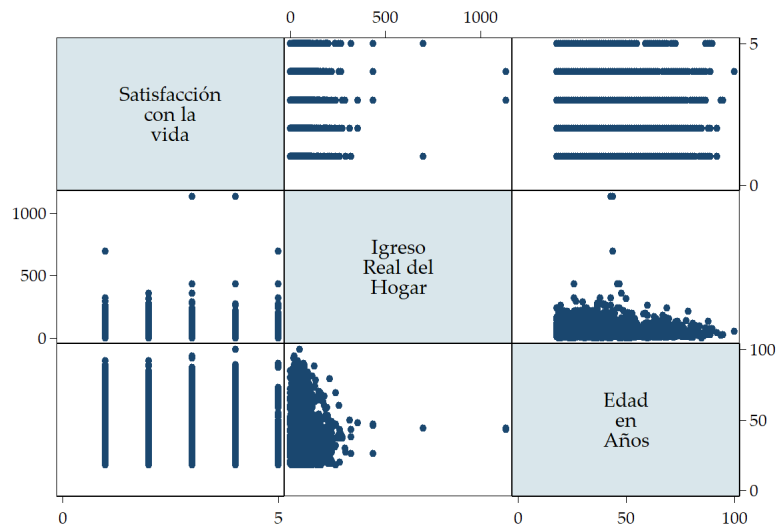 0 500 1000
Satisfacción
con la
vida
5
0
1000
500
0
Igreso
Real del
Hogar
Edad
en
Años
100
50
0
0 5 0 50 100